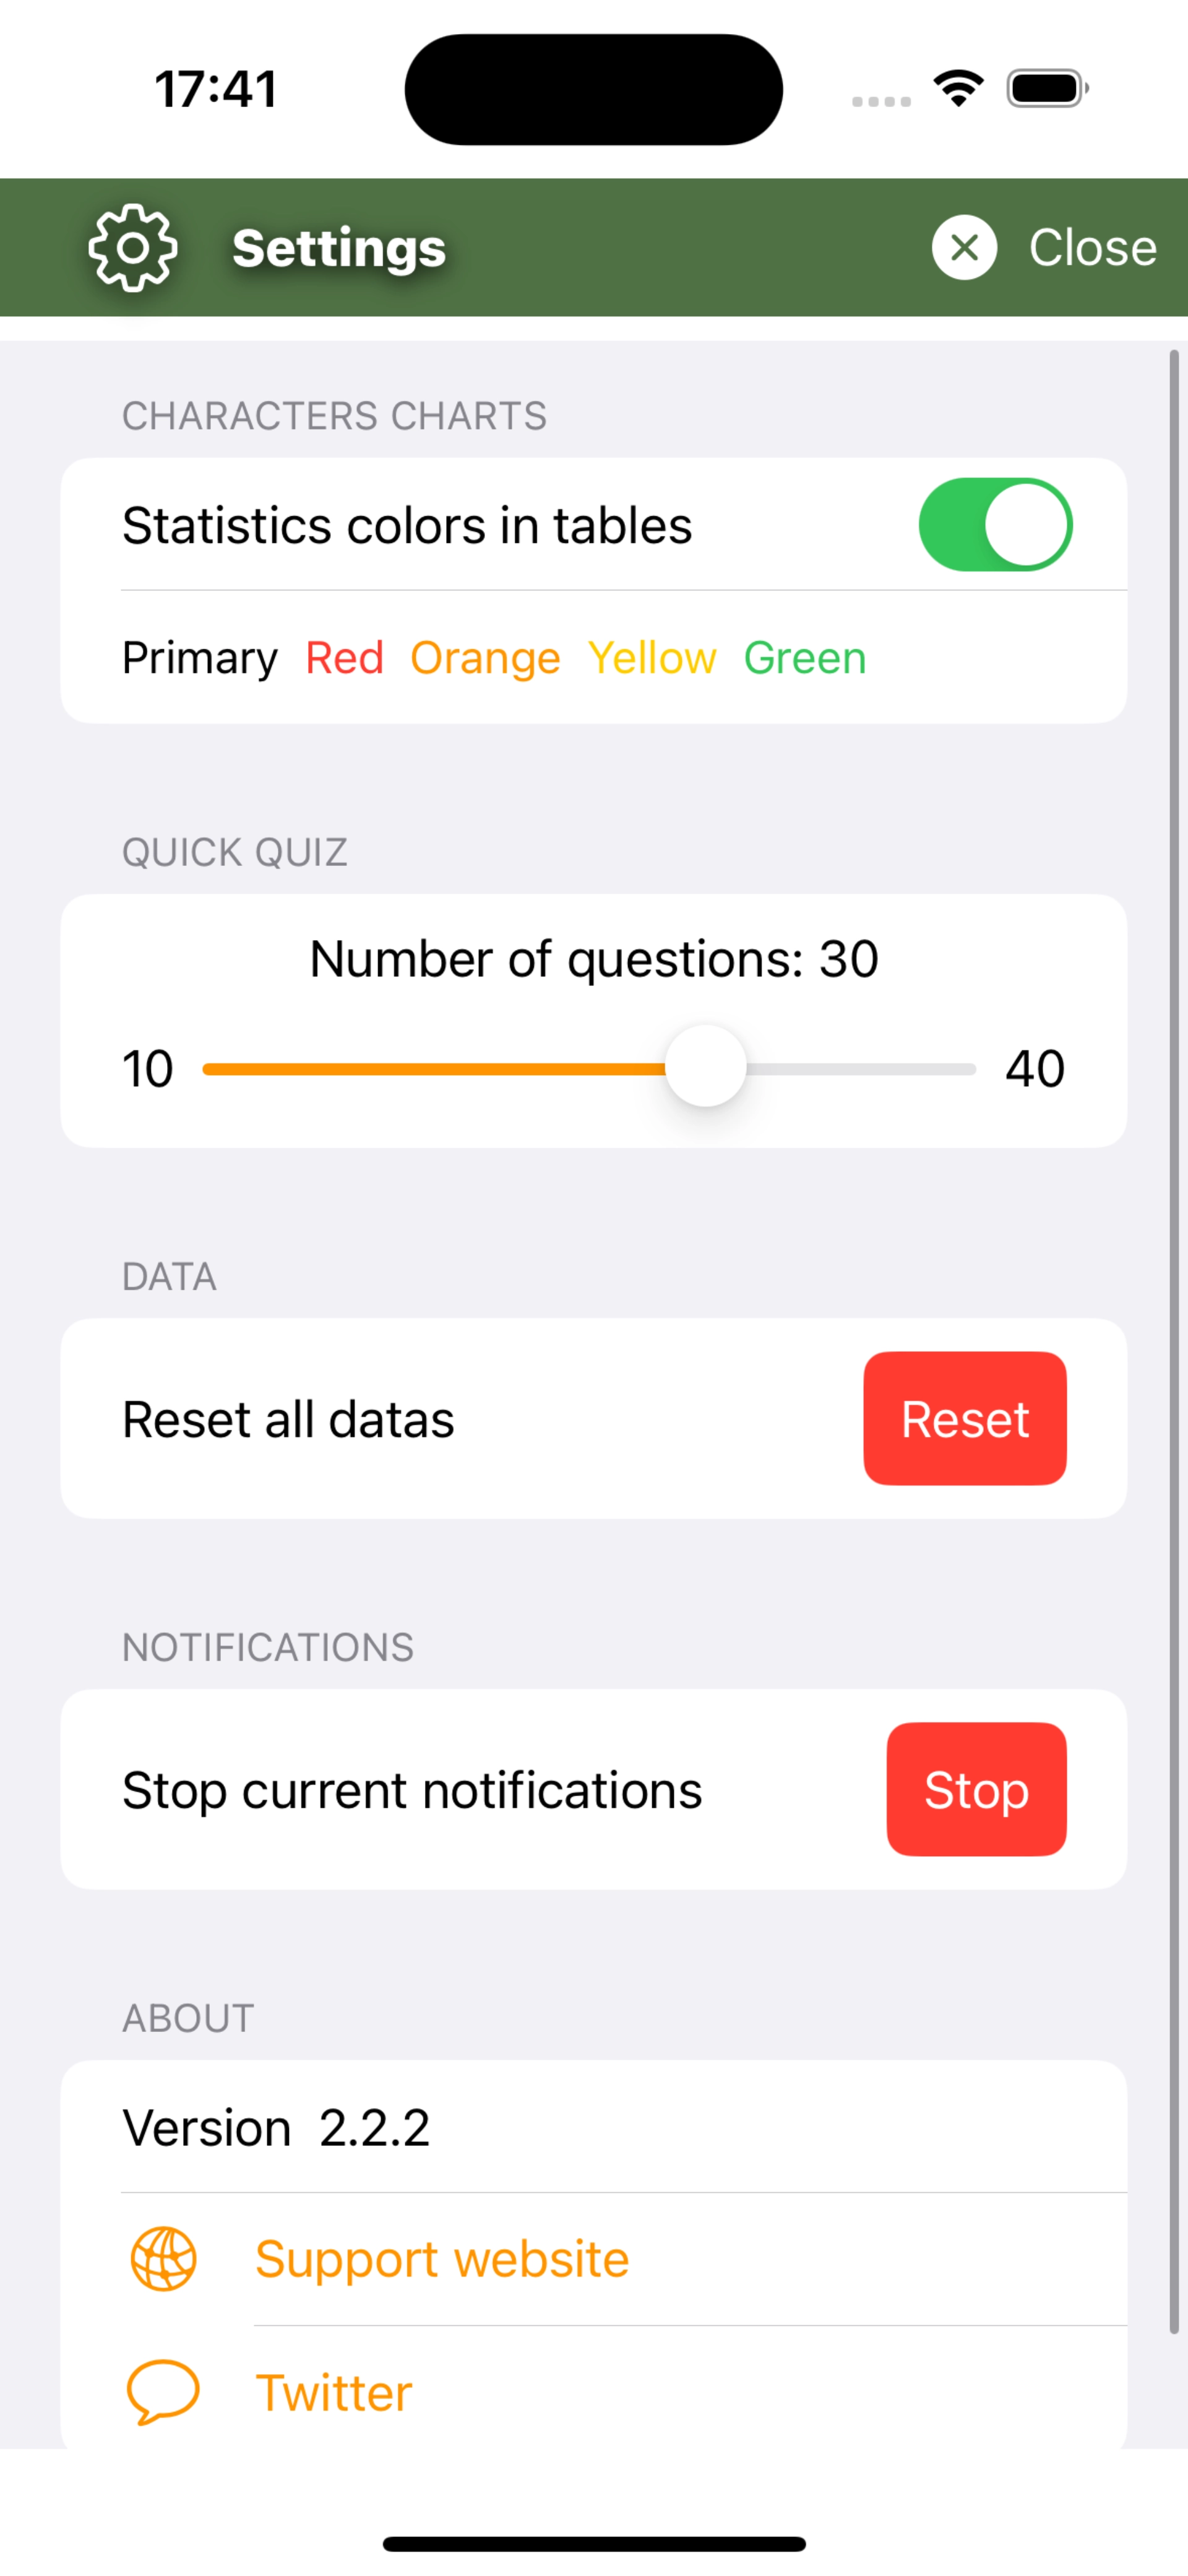 17:41
Settings
Close
CHARACTERS CHARTS
Statistics colors in tables
Primary Red Orange Yellow Green
QUICK QUIZ
Number of questions: 30
10 40
DATA
Reset all datas Reset
NOTIFICATIONS
Stop current notifications Stop
ABOUT
Version 2.2.2
Support website
Twitter